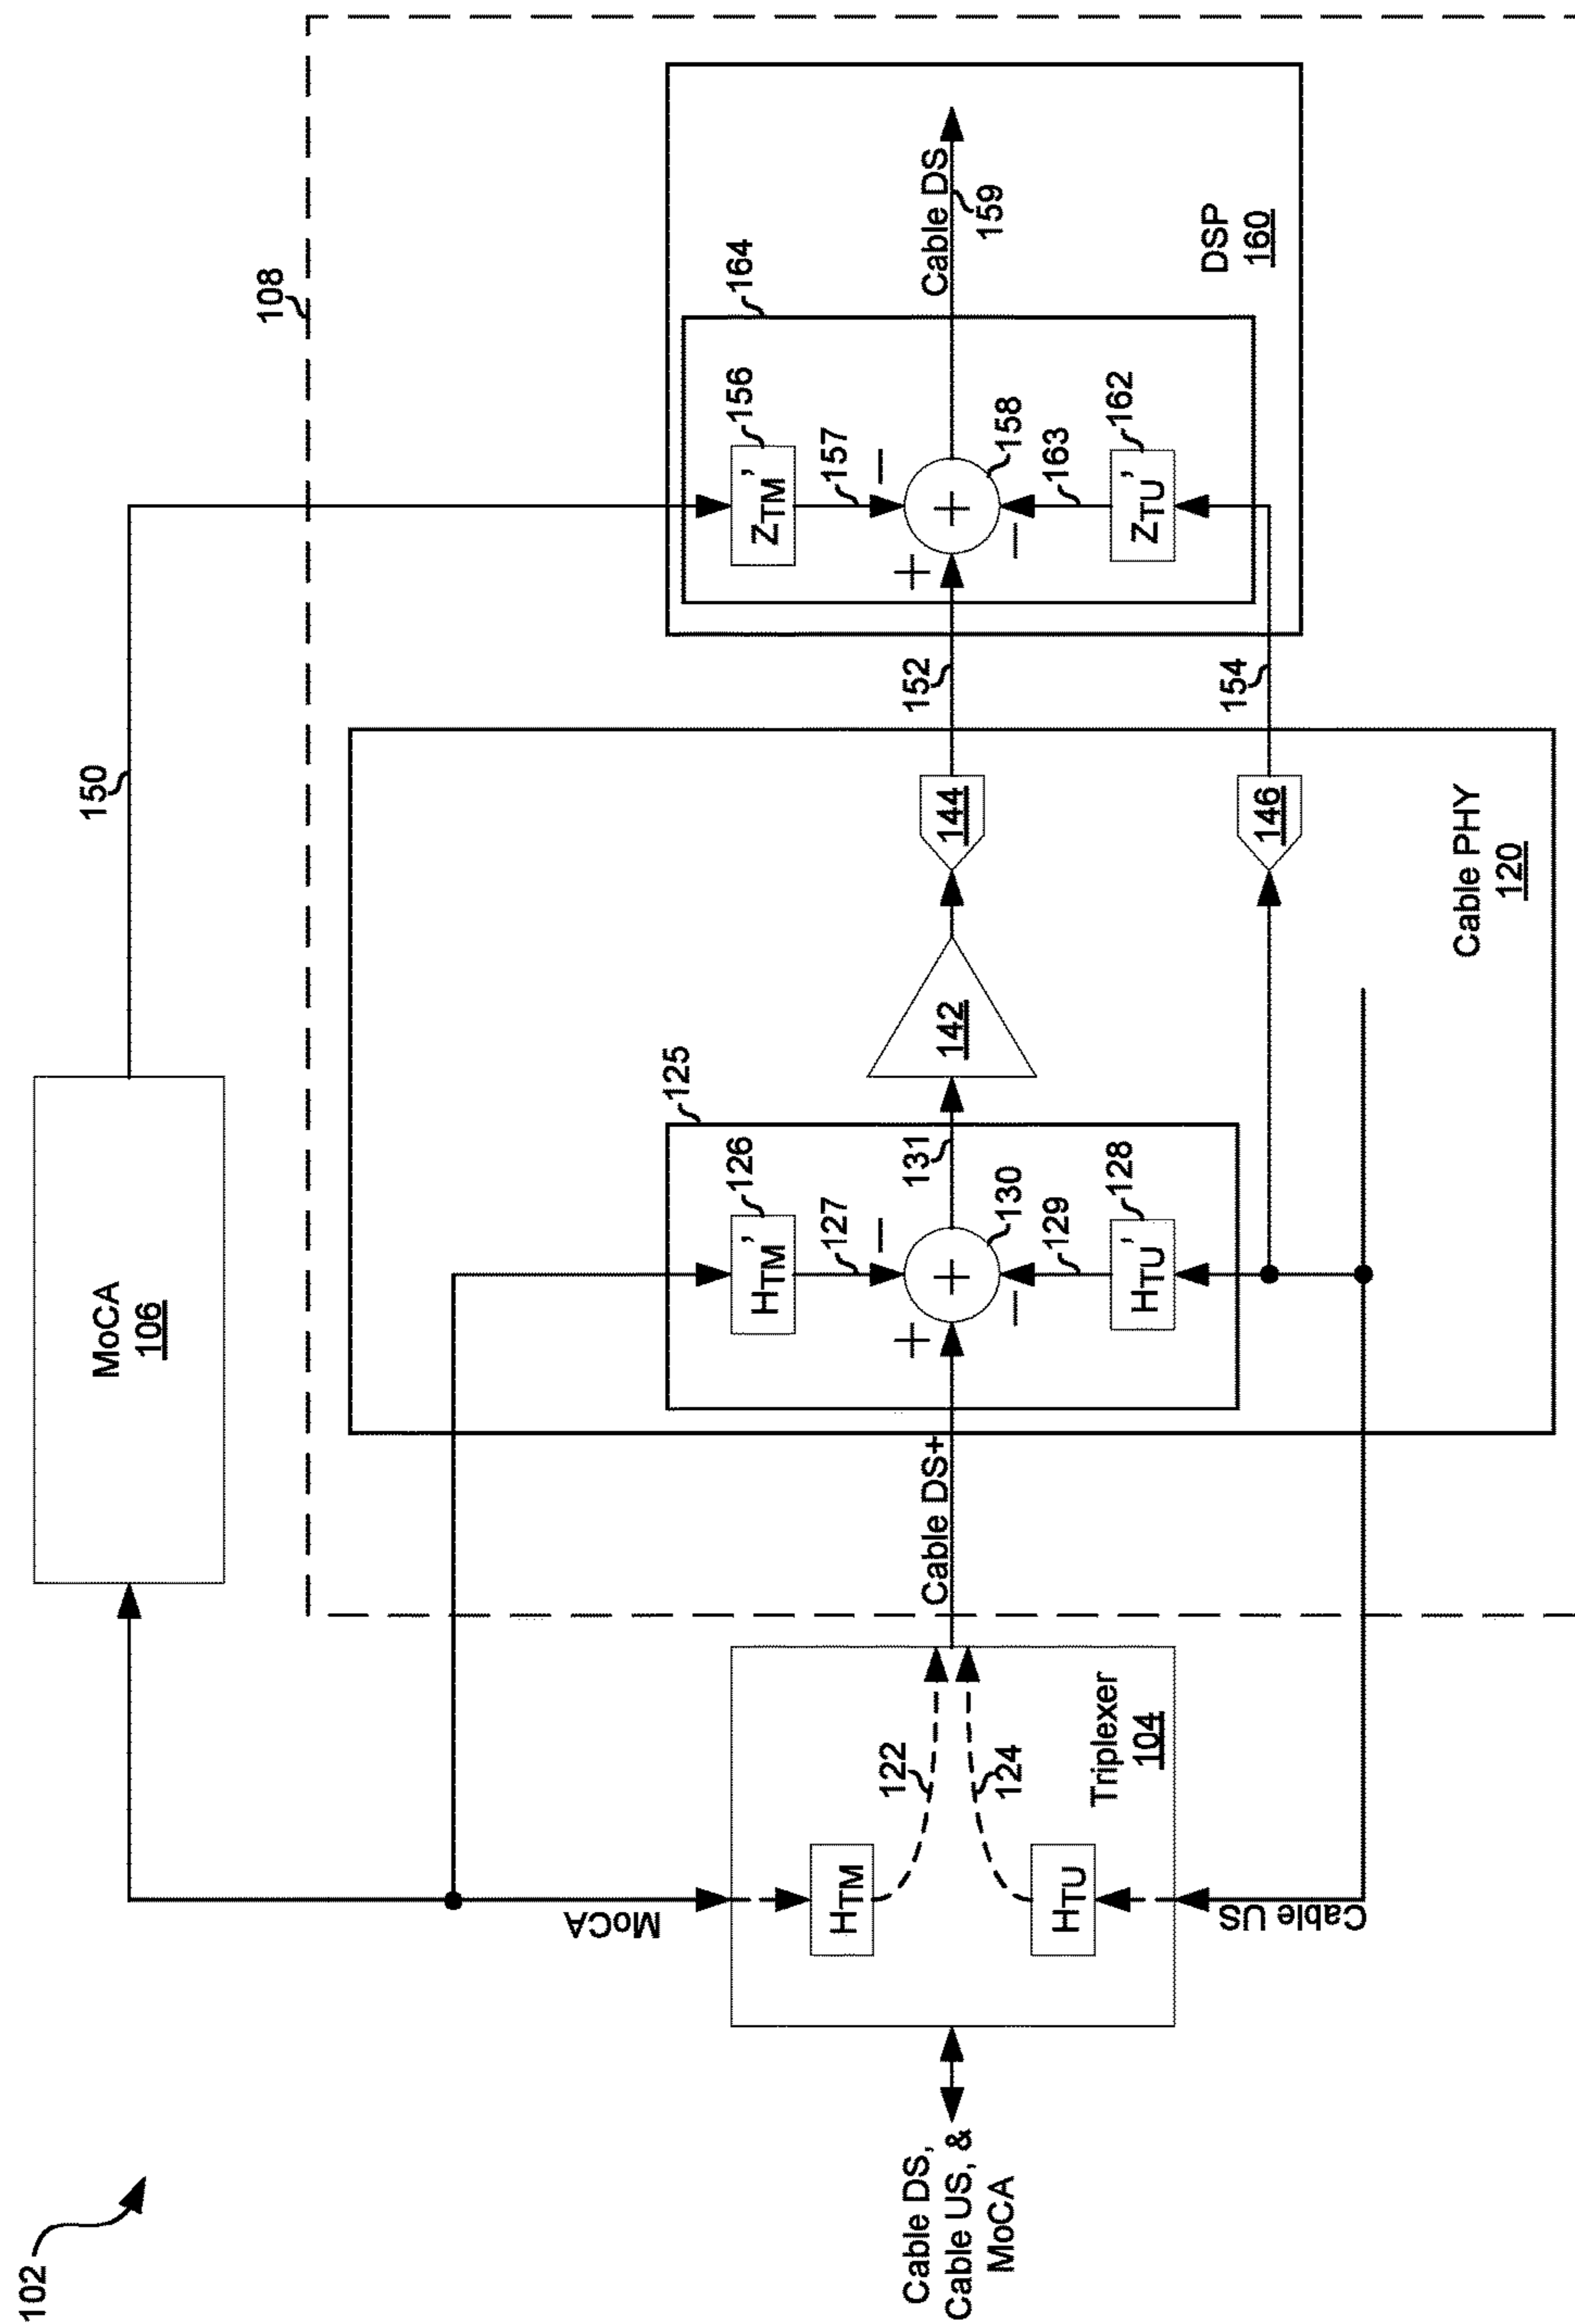 102
MoCA
106
150
108
Cable DS,
Cable US, &
MoCA
MoCA
HTM
122
HTU
124
Triplexer
104
Cable US
Cable DS+
125
HTM'
126
127
−
+
+
130
131
−
129
HTU'
128
142
144
146
Cable PHY
120
152
154
164
ZTM'
156
157
−
+
+
158
−
163
ZTU'
162
Cable DS
159
DSP
160